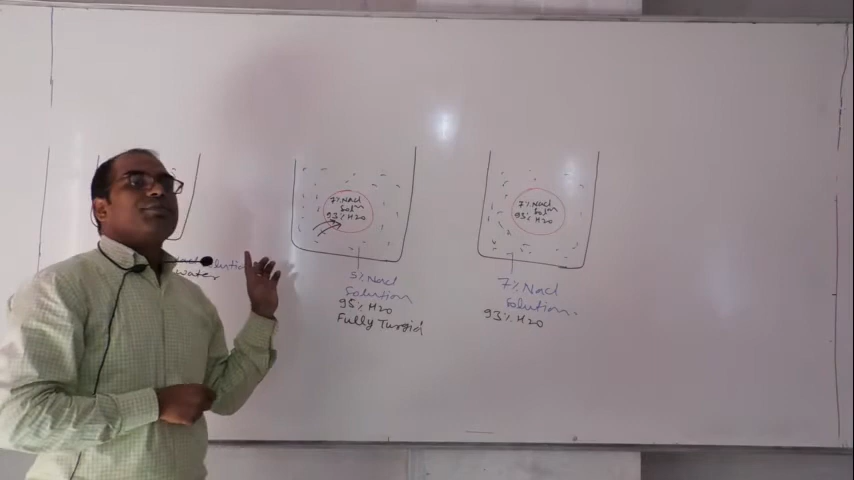 water
7% Nacl
Soln
93% H2O
5% Nacl
Solution
95% H2O
Fully Turgid
7% Nacl
Soln
93% H2O
7% Nacl
Solution.
93% H2O